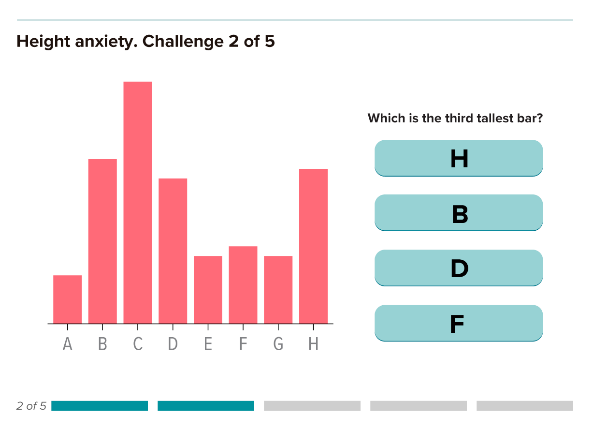 Height anxiety. Challenge 2 of 5
Which is the third tallest bar?
H
B
D
F
A B C D E F G H
2 of 5